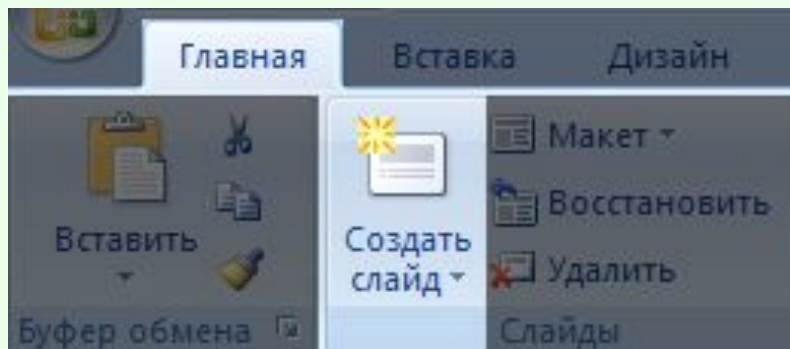 Главная Вставка Дизайн
Вставить
Буфер обмена
Создать
слайд
Макет
Восстановить
Удалить
Слайды